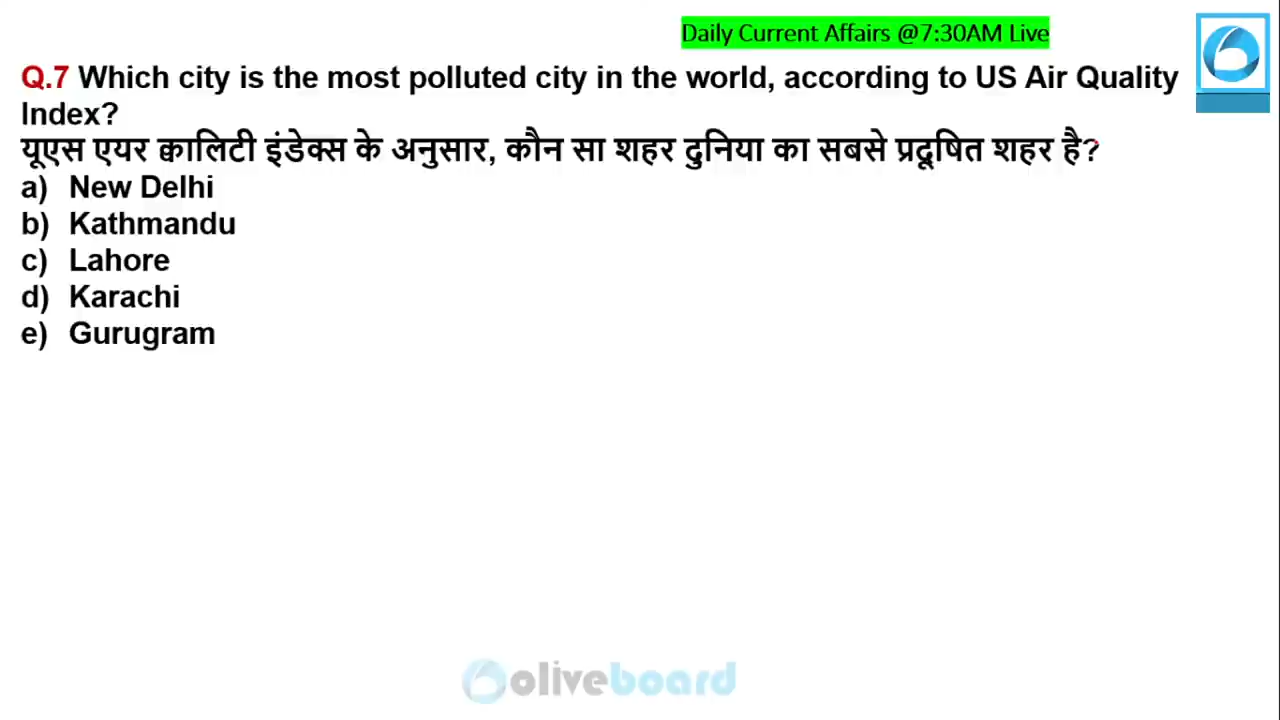 Daily Current Affairs @7:30AM Live
Q.7 Which city is the most polluted city in the world, according to US Air Quality
Index?
यूएस एयर क्वालिटी इंडेक्स के अनुसार, कौन सा शहर दुनिया का सबसे प्रदूषित शहर है?
a) New Delhi
b) Kathmandu
c) Lahore
d) Karachi
e) Gurugram
oliveboard